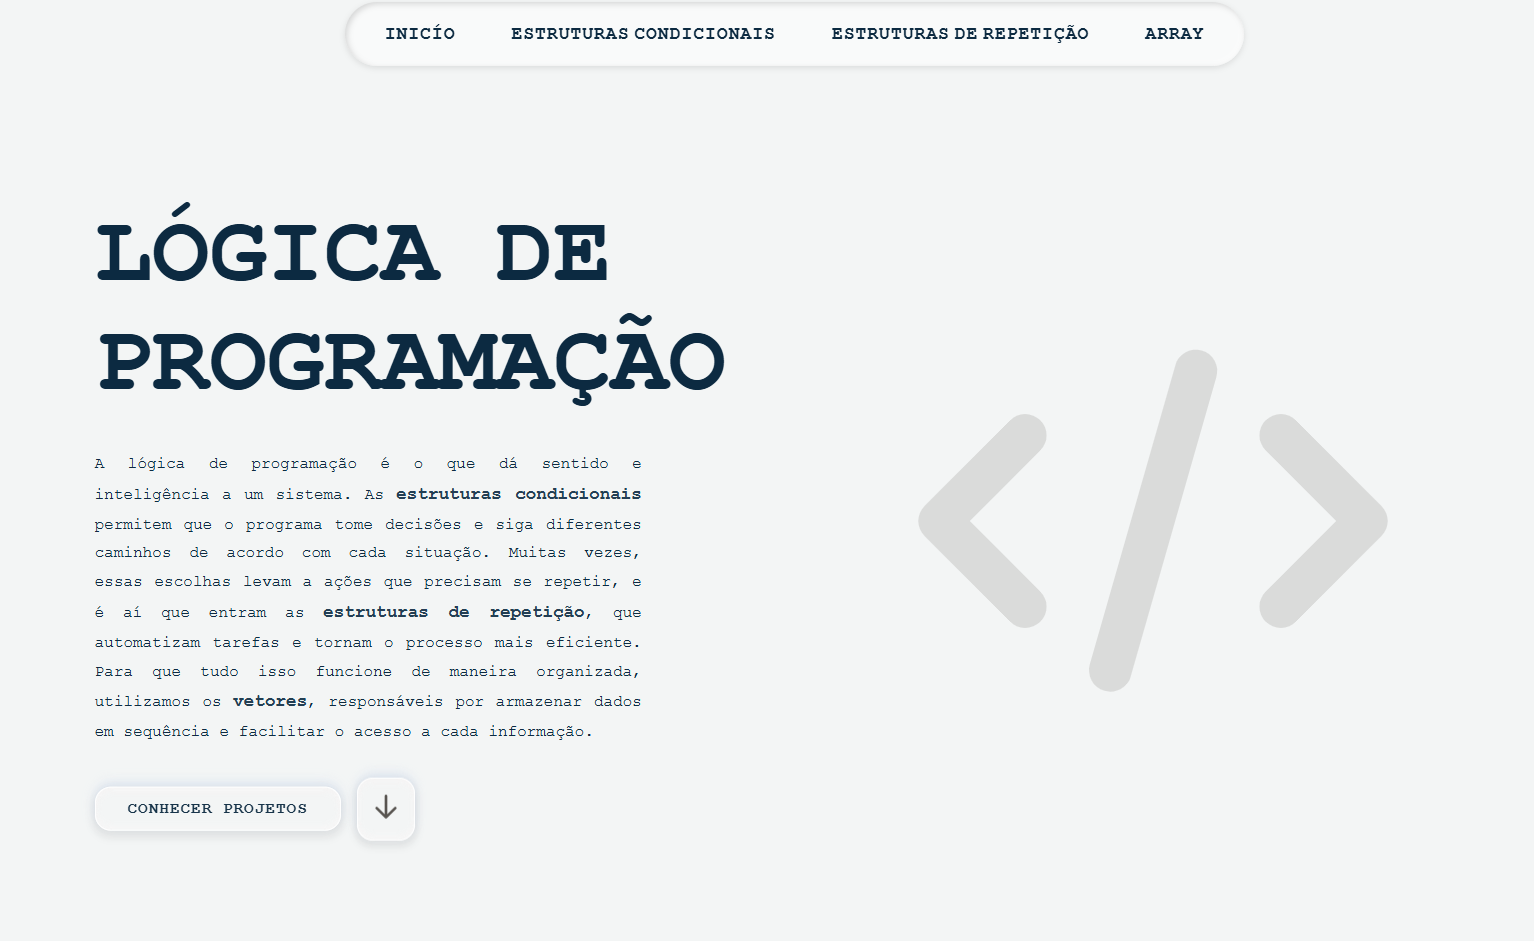 INICÍO ESTRUTURAS CONDICIONAIS ESTRUTURAS DE REPETIÇÃO ARRAY
LÓGICA DE
PROGRAMAÇÃO
A lógica de programação é o que dá sentido e
inteligência a um sistema. As estruturas condicionais
permitem que o programa tome decisões e siga diferentes
caminhos de acordo com cada situação. Muitas vezes,
essas escolhas levam a ações que precisam se repetir, e
é aí que entram as estruturas de repetição, que
automatizam tarefas e tornam o processo mais eficiente.
Para que tudo isso funcione de maneira organizada,
utilizamos os vetores, responsáveis por armazenar dados
em sequência e facilitar o acesso a cada informação.
CONHECER PROJETOS